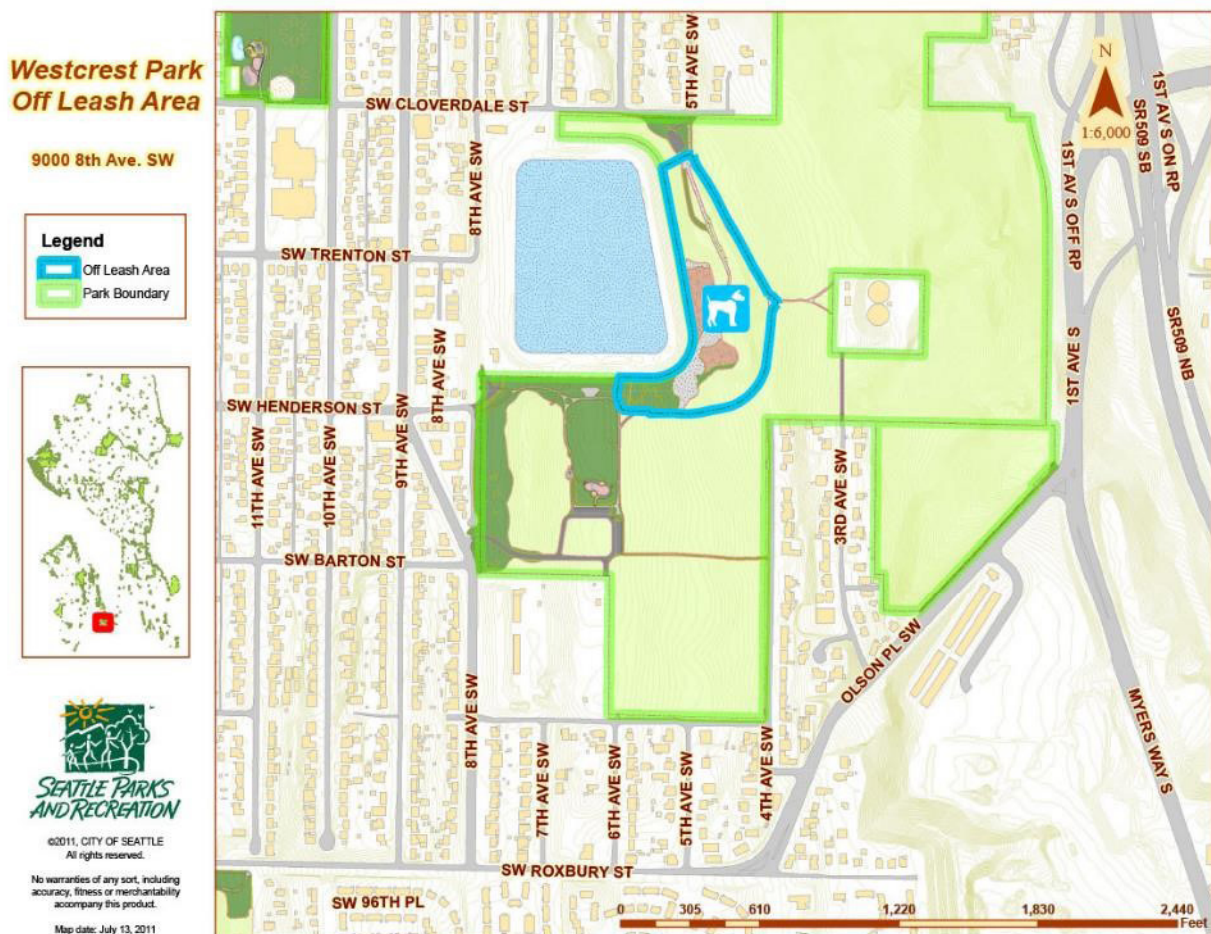 Westcrest Park
Off Leash Area
9000 8th Ave. SW
Legend
Off Leash Area
Park Boundary
SEATTLE PARKS
AND RECREATION
©2011, CITY OF SEATTLE
All rights reserved.
No warranties of any sort, including
accuracy, fitness or merchantability
accompany this product.
Map date: July 13, 2011
N
1:6,000
SW CLOVERDALE ST
5TH AVE SW
8TH AVE SW
SW TRENTON ST
8TH AVE SW
SW HENDERSON ST
9TH AVE SW
10TH AVE SW
11TH AVE SW
SW BARTON ST
3RD AVE SW
1ST AV S OFF RP
SR509 SB
1ST AV S ON RP
1ST AVE S
SR509 NB
OLSON PL SW
MYERS WAY S
8TH AVE SW
7TH AVE SW
6TH AVE SW
5TH AVE SW
4TH AVE SW
SW ROXBURY ST
SW 96TH PL
0 305 610 1,220 1,830 2,440
Feet